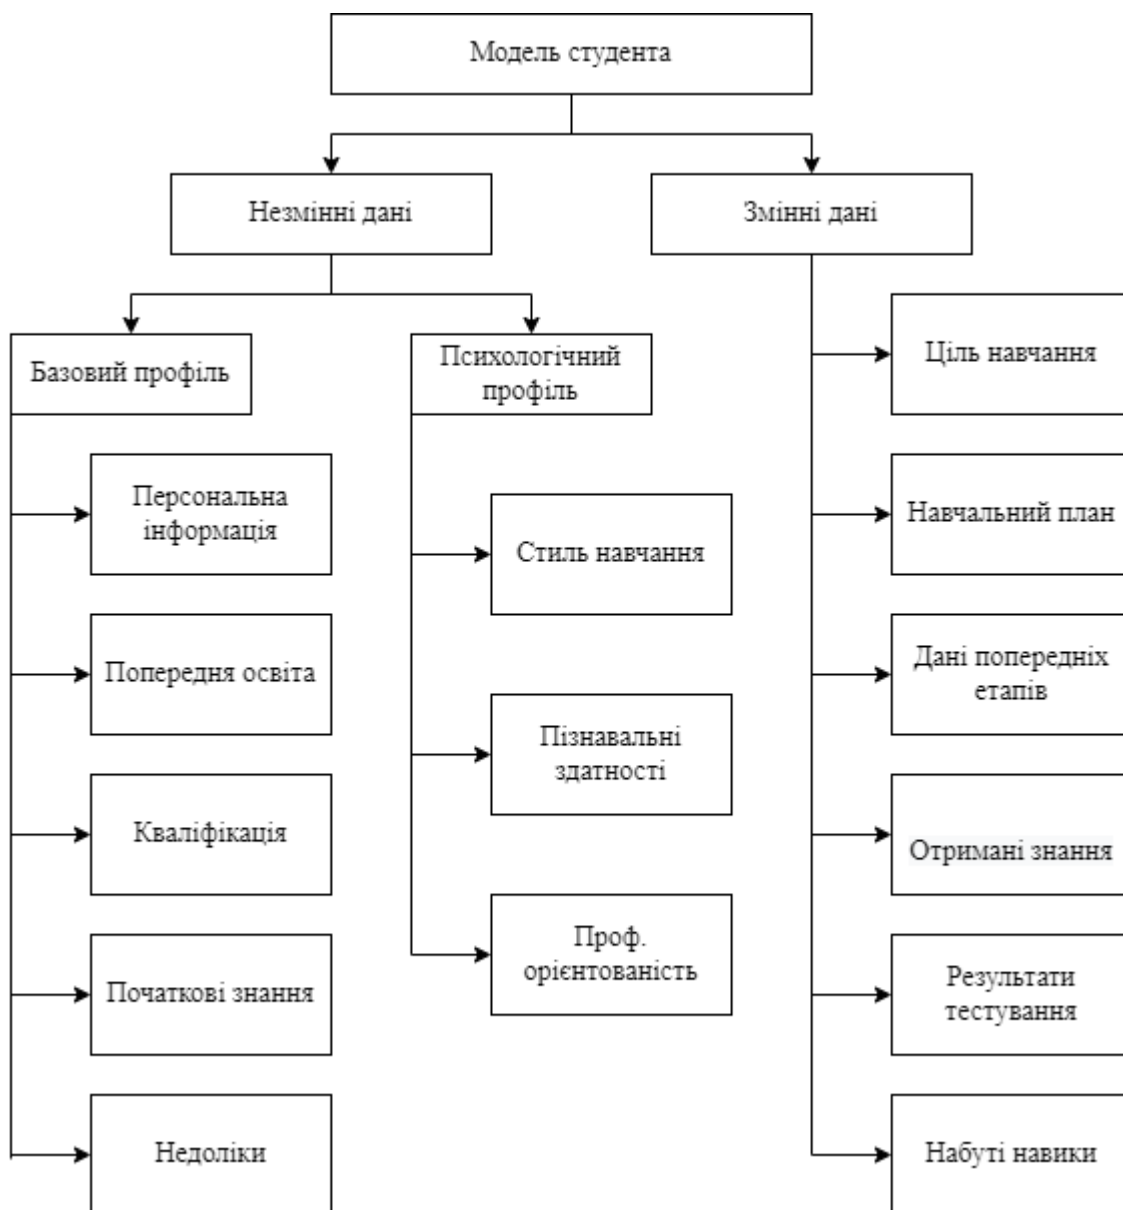 Модель студента
Незмінні дані
Змінні дані
Базовий профіль
Психологічний
профіль
Персональна
інформація
Попередня освіта
Кваліфікація
Початкові знання
Недоліки
Стиль навчання
Пізнавальні
здатності
Проф.
орієнтованість
Ціль навчання
Навчальний план
Дані попередніх
етапів
Отримані знання
Результати
тестування
Набуті навики